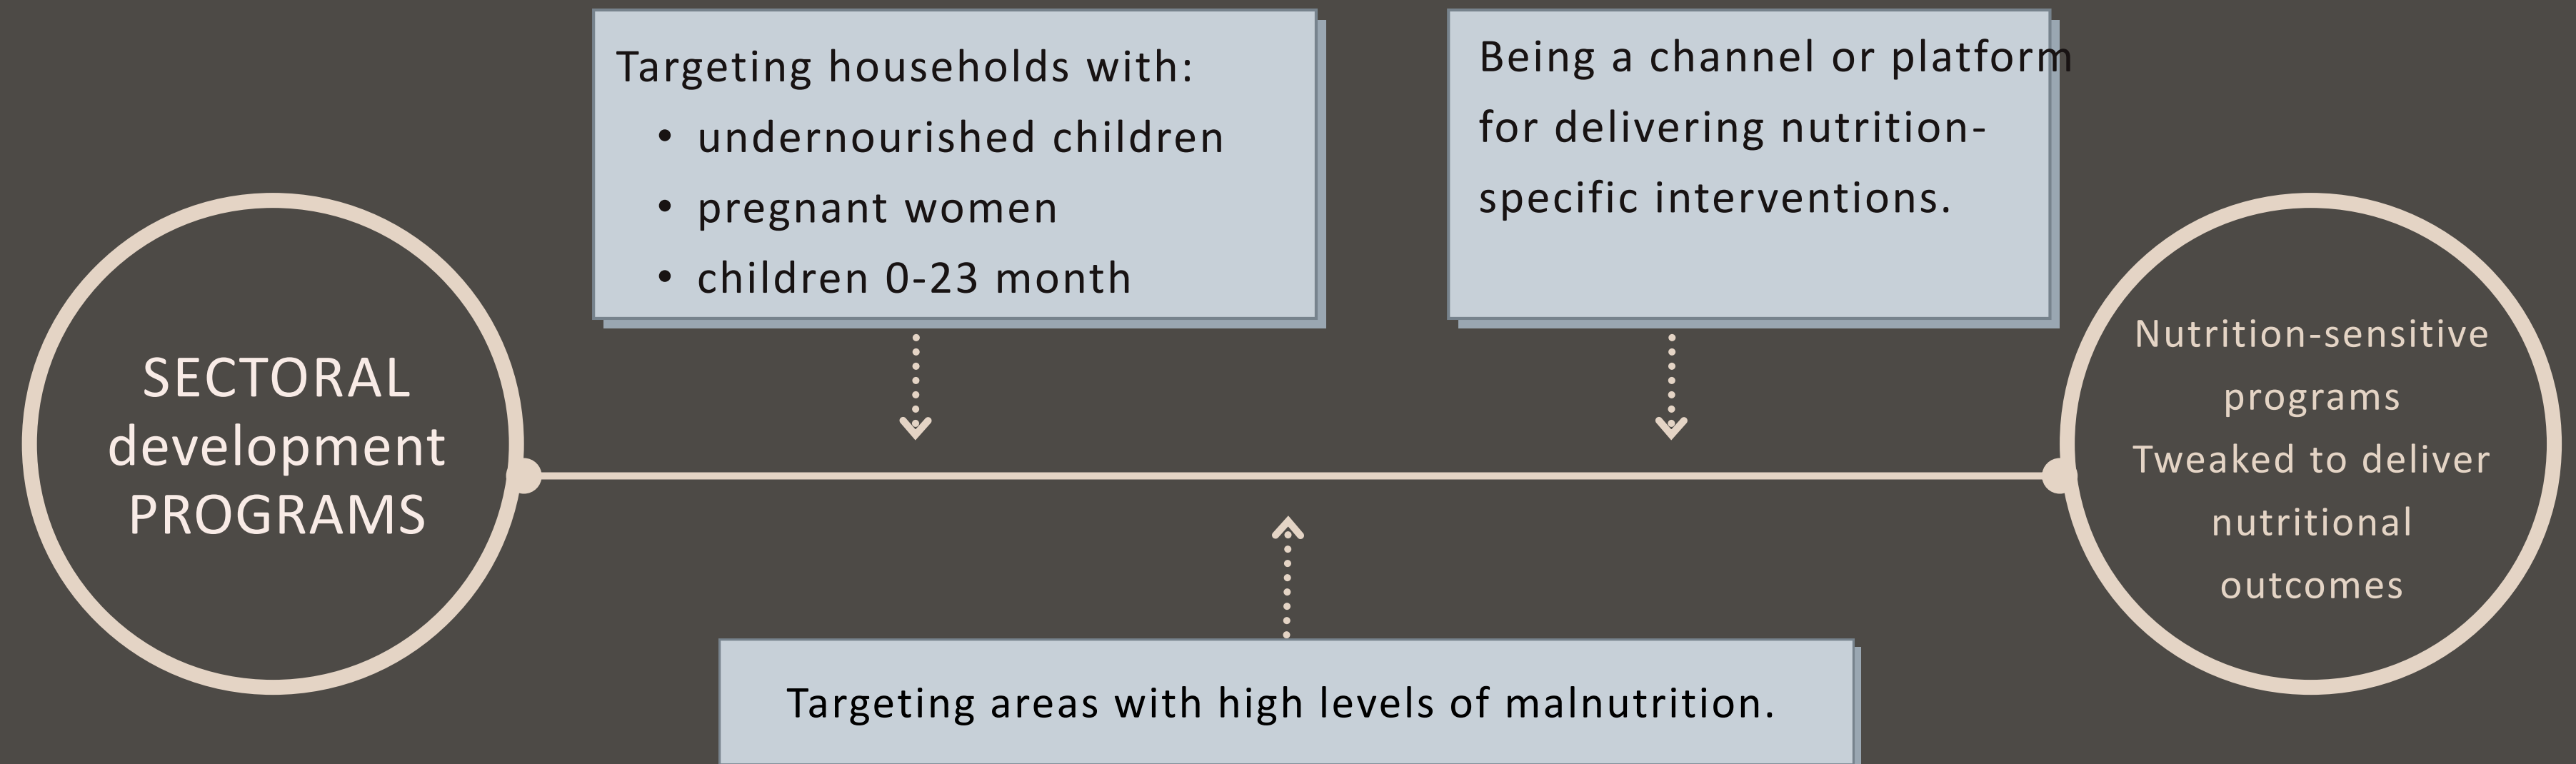 SECTORAL
development
PROGRAMS
Targeting households with:
• undernourished children
• pregnant women
• children 0-23 month
Being a channel or platform
for delivering nutrition-
specific interventions.
Targeting areas with high levels of malnutrition.
Nutrition-sensitive
programs
Tweaked to deliver
nutritional
outcomes